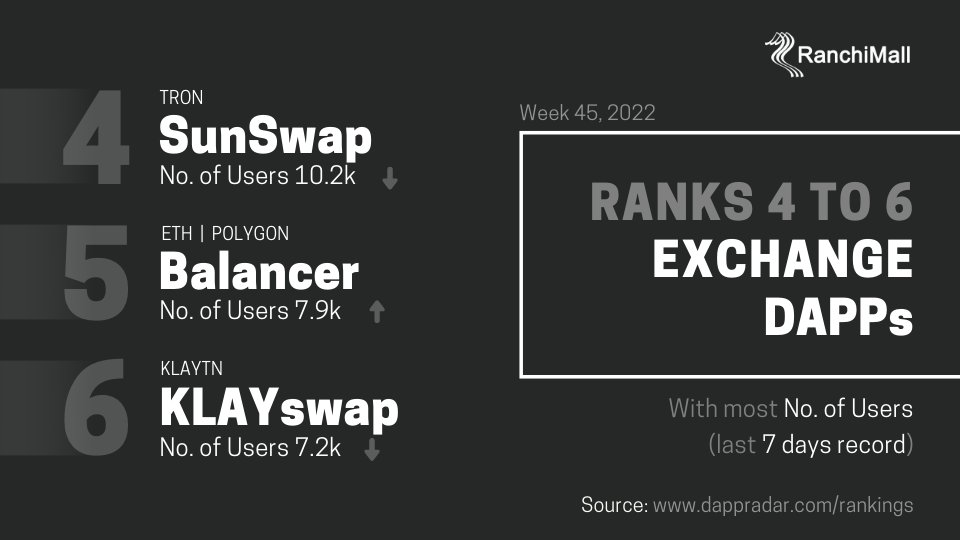 RanchiMall
4
TRON
SunSwap
No. of Users 10.2k
5
ETH | POLYGON
Balancer
No. of Users 7.9k
6
KLAYTN
KLAYswap
No. of Users 7.2k
Week 45, 2022
RANKS 4 TO 6
EXCHANGE
DAPPs
With most No. of Users
(last 7 days record)
Source: www.dappradar.com/rankings